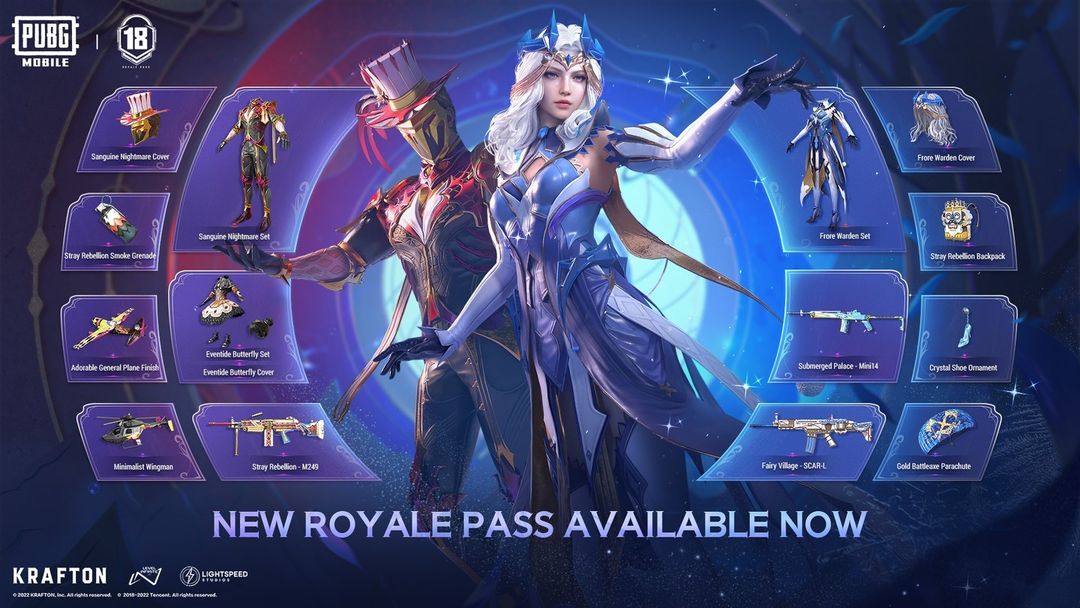 PUBG
MOBILE
18
ROYALE PASS
Sanguine Nightmare Cover
Sanguine Nightmare Set
Stray Rebellion Smoke Grenade
Adorable General Plane Finish
Eventide Butterfly Set
Eventide Butterfly Cover
Minimalist Wingman
Stray Rebellion - M249
Frore Warden Set
Frore Warden Cover
Stray Rebellion Backpack
Submerged Palace - Mini14
Crystal Shoe Ornament
Fairy Village - SCAR-L
Gold Battleaxe Parachute
NEW ROYALE PASS AVAILABLE NOW
KRAFTON
LEVEL
INFINITE
LIGHTSPEED
STUDIOS
© 2022 KRAFTON, Inc. All rights reserved. © 2018-2022 Tencent. All rights reserved.